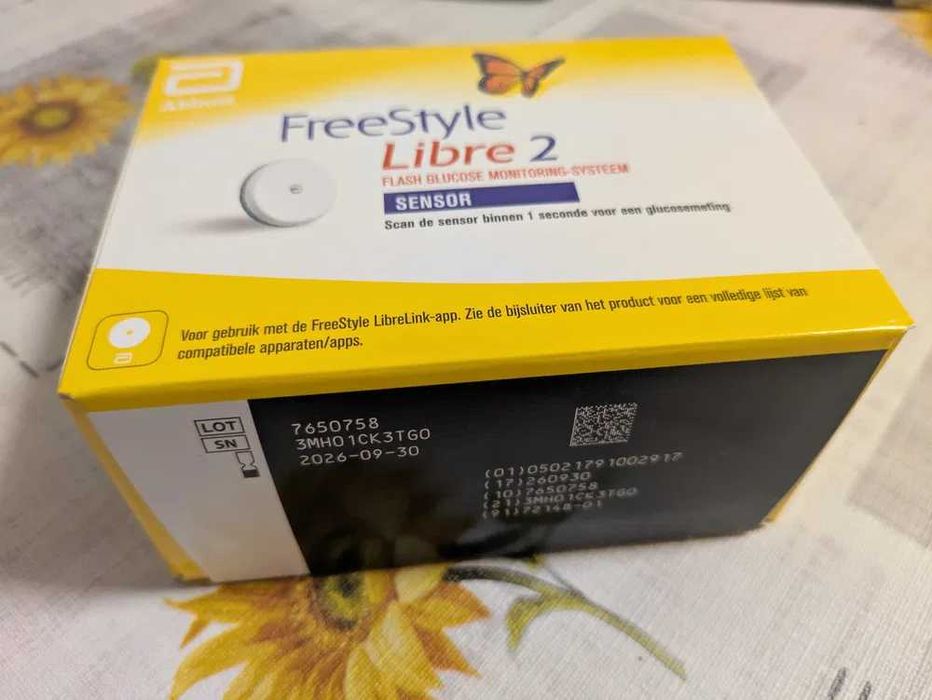 Abbott
FreeStyle
Libre 2
FLASH GLUCOSE MONITORING-SYSTEEM
SENSOR
Scan de sensor binnen 1 seconde voor een glucosemeting
Voor gebruik met de FreeStyle LibreLink-app. Zie de bijsluiter van het product voor een volledige lijst van
compatibele apparaten/apps.
LOT 7650758
SN 3MH01CK3TG0
2026-09-30
(01)05021791002917
(17)260930
(10)7650758
(21)3MH01CK3TG0
(91)72148-01